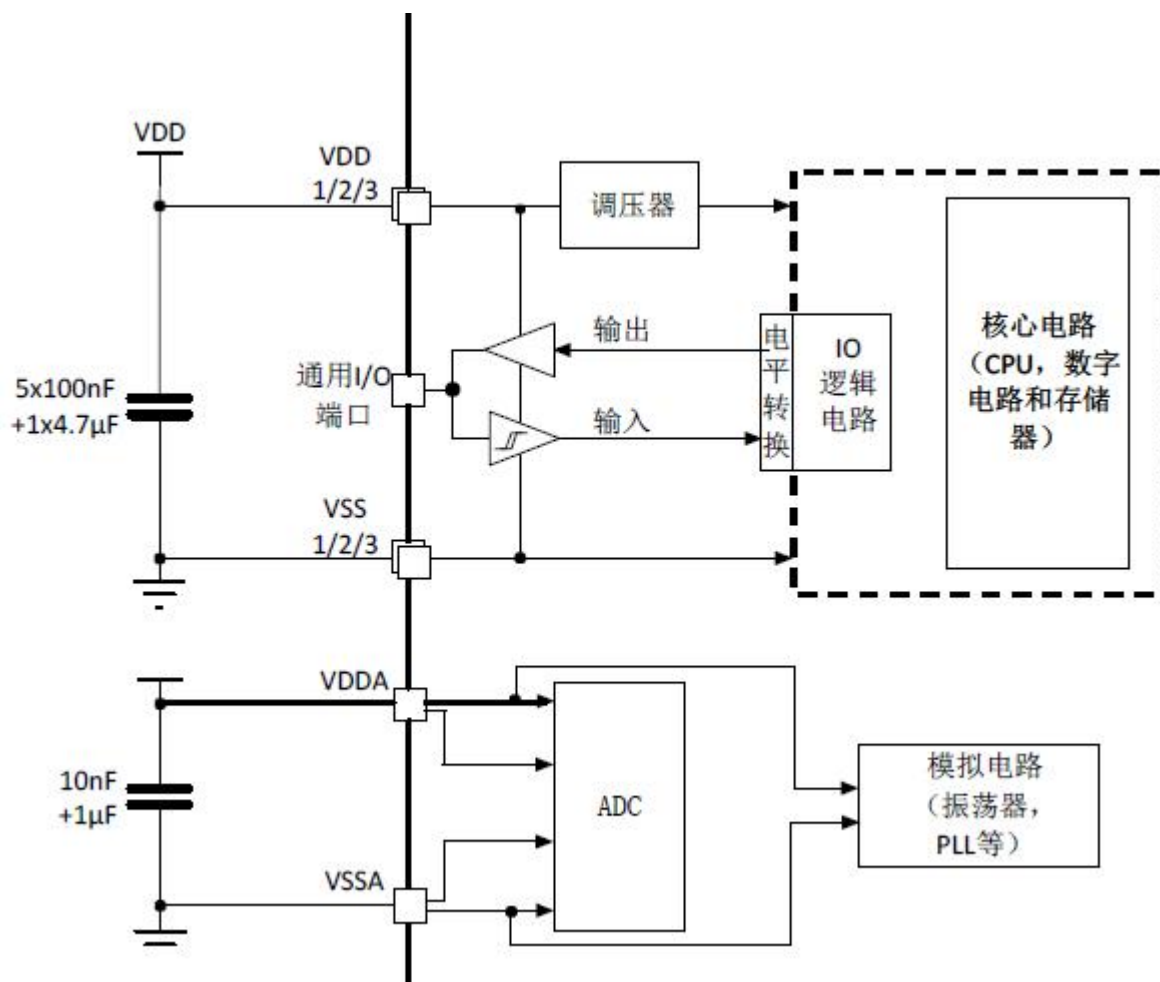 VDD
VDD
1/2/3
调压器
5x100nF
+1x4.7μF
通用I/O
端口
输出
输入
电
平
转
换
IO
逻辑
电路
核心电路
(CPU，数字
电路和存储
器)
VSS
1/2/3
VDDA
10nF
+1μF
ADC
模拟电路
(振荡器，
PLL等)
VSSA